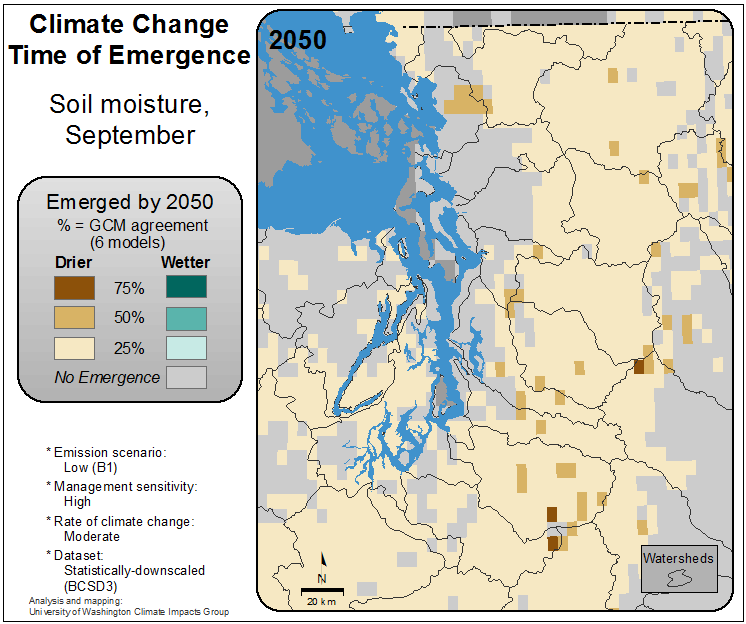 Climate Change
Time of Emergence
Soil moisture,
September
Emerged by 2050
% = GCM agreement
(6 models)
Drier Wetter
75%
50%
25%
No Emergence
* Emission scenario:
Low (B1)
* Management sensitivity:
High
* Rate of climate change:
Moderate
* Dataset:
Statistically-downscaled
(BCSD3)
Analysis and mapping:
University of Washington Climate Impacts Group
2050
N
20 km
Watersheds